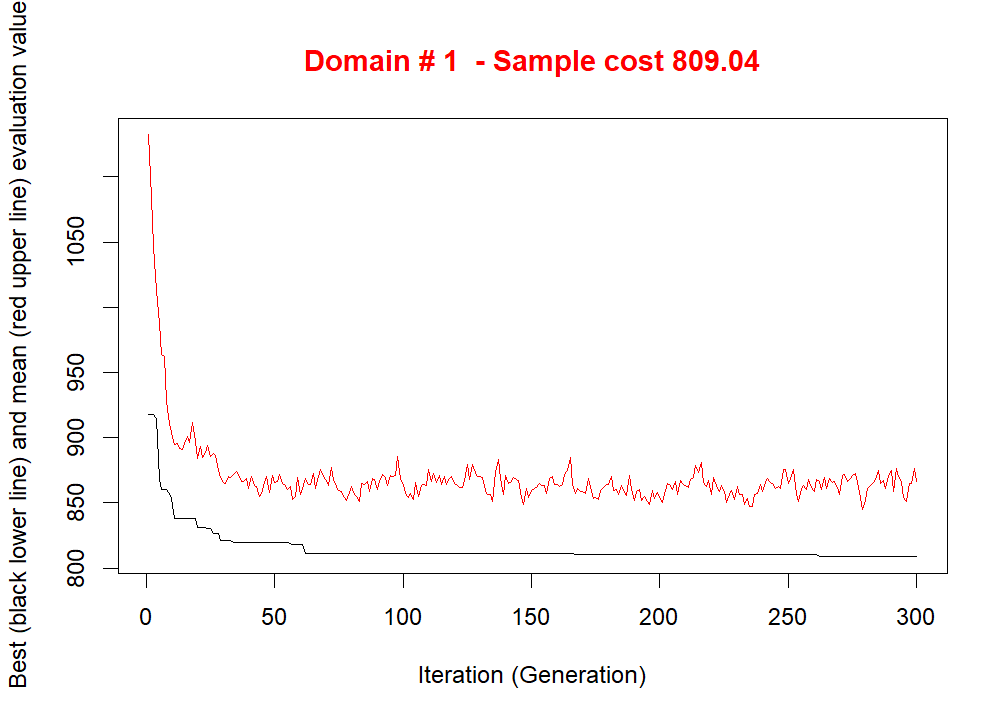 Domain # 1  - Sample cost 809.04
Best (black lower line) and mean (red upper line) evaluation value
1050
950
900
850
800
0 50 100 150 200 250 300
Iteration (Generation)